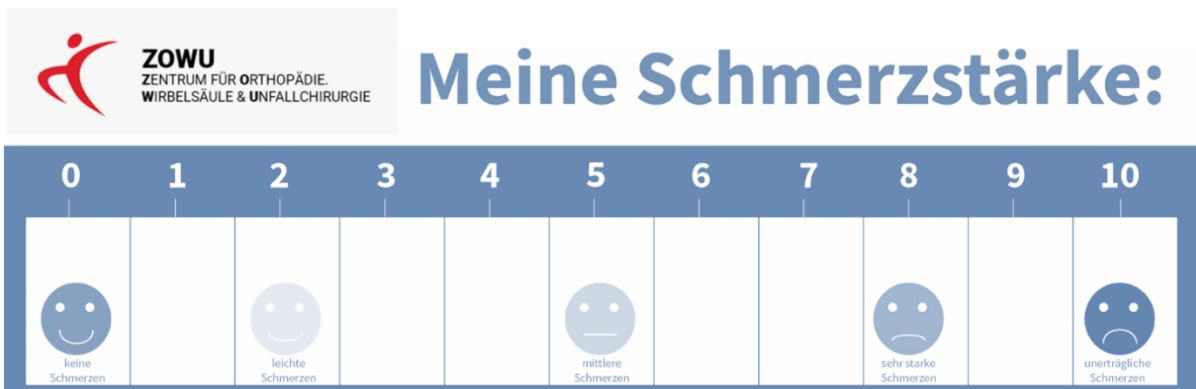 ZOWU
ZENTRUM FÜR ORTHOPÄDIE.
WIRBELSÄULE & UNFALLCHIRURGIE
Meine Schmerzstärke:
0 1 2 3 4 5 6 7 8 9 10
keine
Schmerzen
leichte
Schmerzen
mittlere
Schmerzen
sehr starke
Schmerzen
unerträgliche
Schmerzen